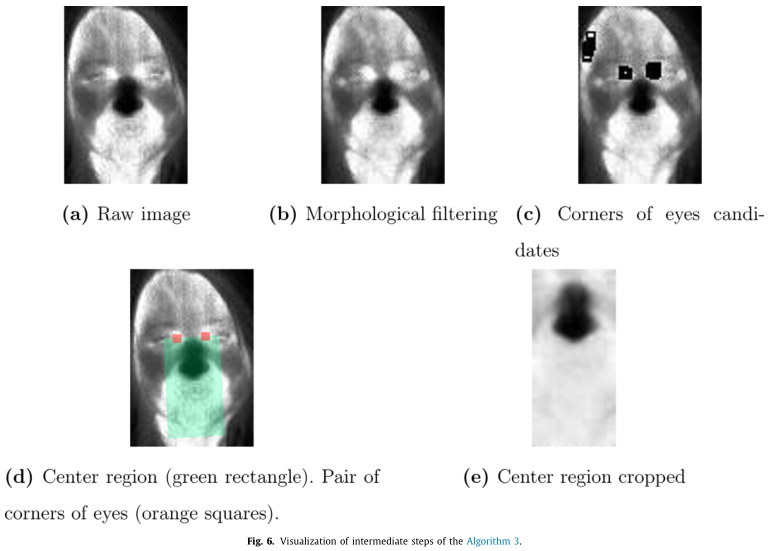 (a) Raw image
(b) Morphological filtering
(c) Corners of eyes candi-
dates
(d) Center region (green rectangle). Pair of
corners of eyes (orange squares).
(e) Center region cropped
Fig. 6. Visualization of intermediate steps of the Algorithm 3.